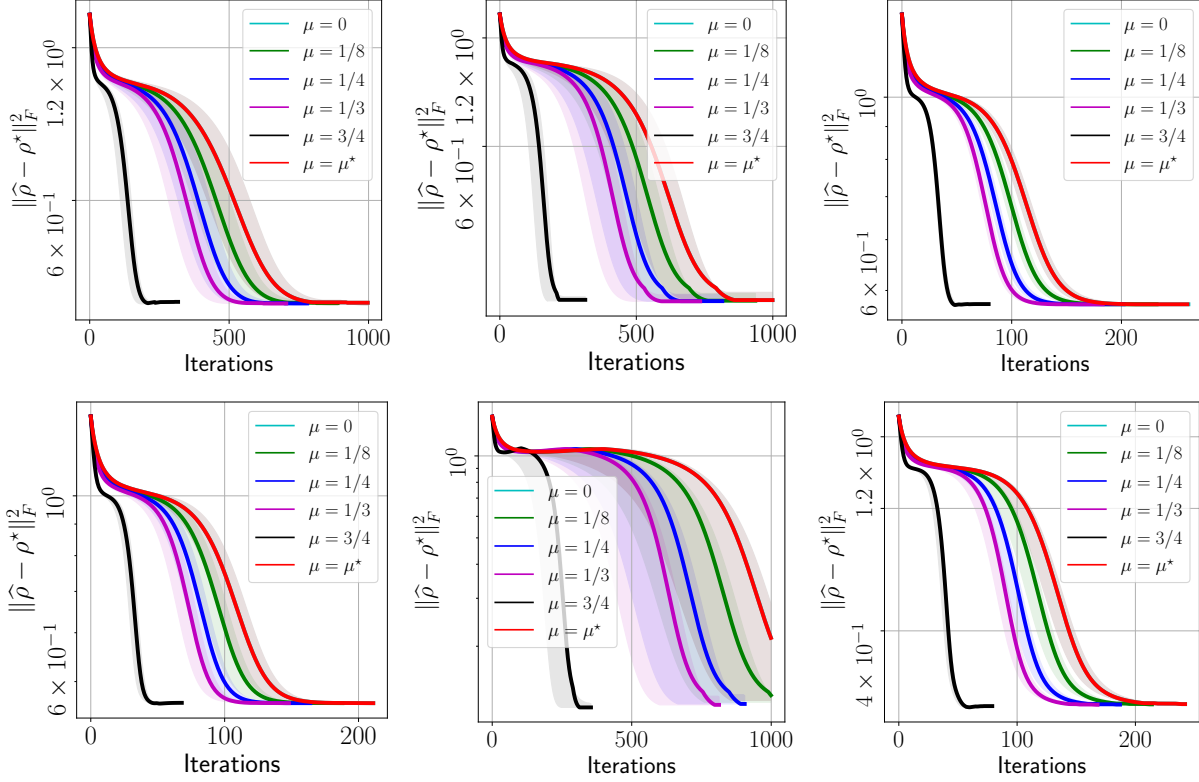 ‖ρ̂ − ρ⋆‖²_F
1.2 × 10⁰
6 × 10⁻¹
μ = 0
μ = 1/8
μ = 1/4
μ = 1/3
μ = 3/4
μ = μ⋆
0 500 1000
Iterations
‖ρ̂ − ρ⋆‖²_F
1.2 × 10⁰
6 × 10⁻¹
μ = 0
μ = 1/8
μ = 1/4
μ = 1/3
μ = 3/4
μ = μ⋆
0 500 1000
Iterations
‖ρ̂ − ρ⋆‖²_F
10⁰
6 × 10⁻¹
μ = 0
μ = 1/8
μ = 1/4
μ = 1/3
μ = 3/4
μ = μ⋆
0 100 200
Iterations
‖ρ̂ − ρ⋆‖²_F
10⁰
6 × 10⁻¹
μ = 0
μ = 1/8
μ = 1/4
μ = 1/3
μ = 3/4
μ = μ⋆
0 100 200
Iterations
‖ρ̂ − ρ⋆‖²_F
10⁰
μ = 0
μ = 1/8
μ = 1/4
μ = 1/3
μ = 3/4
μ = μ⋆
0 500 1000
Iterations
‖ρ̂ − ρ⋆‖²_F
1.2 × 10⁰
4 × 10⁻¹
μ = 0
μ = 1/8
μ = 1/4
μ = 1/3
μ = 3/4
μ = μ⋆
0 100 200
Iterations